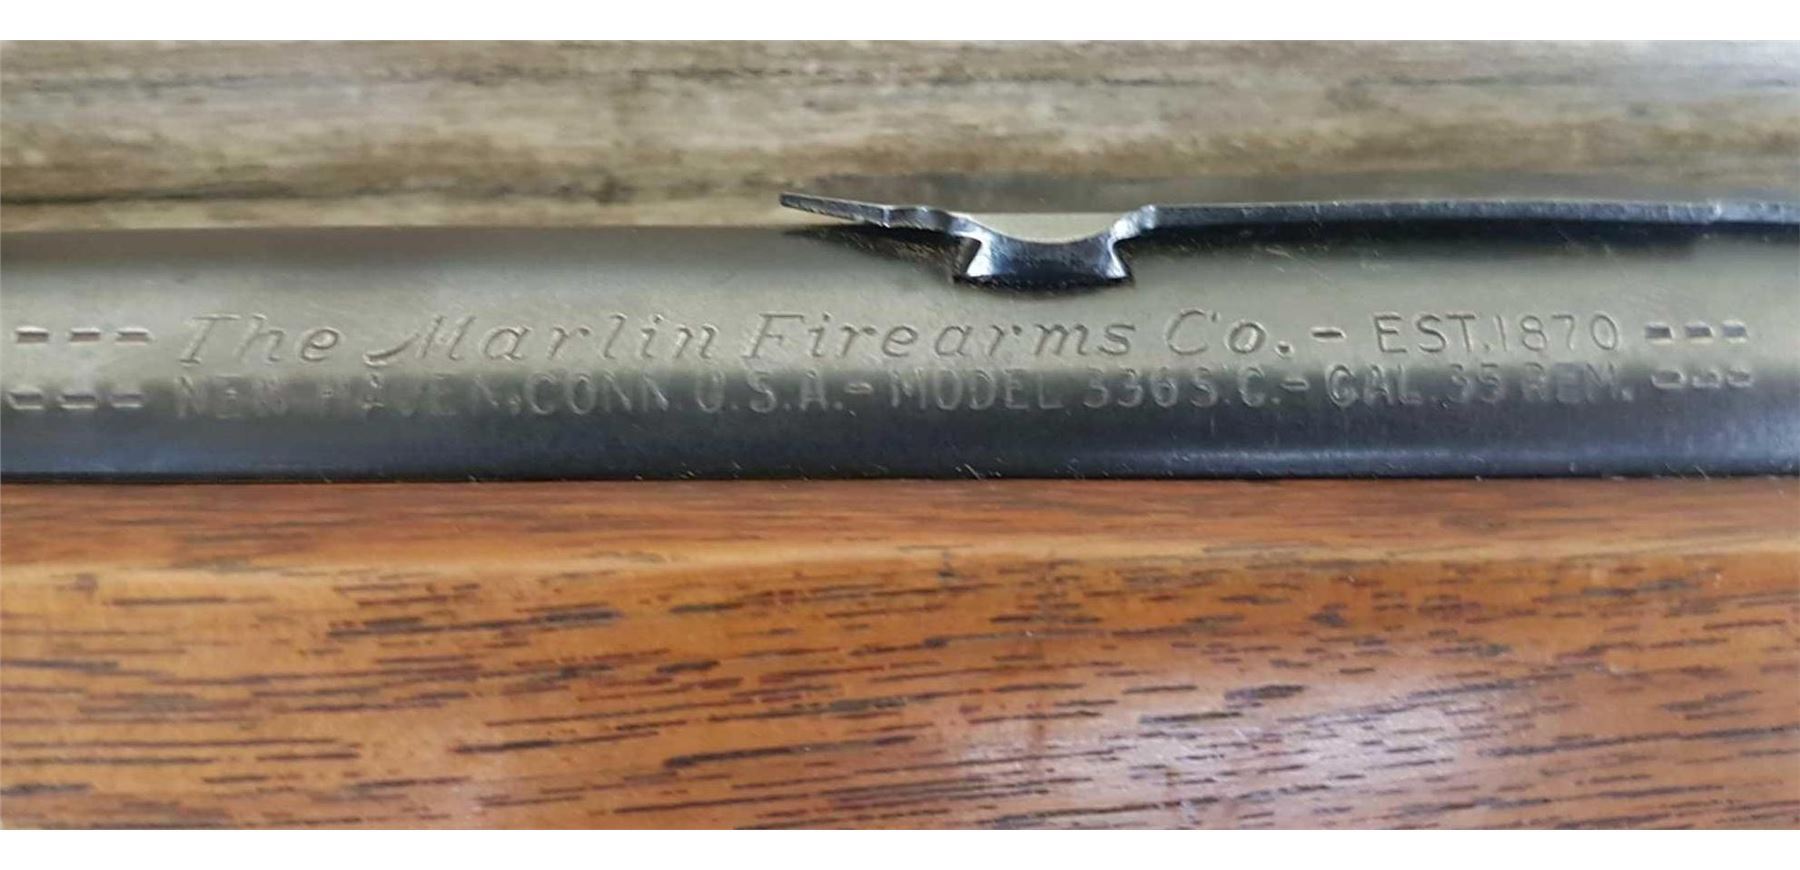 --- The Marlin Firearms Co. - EST. 1870 ---
--- NEW HAVEN, CONN. U.S.A. - MODEL 336 S.C. - CAL. 35 REM. ---